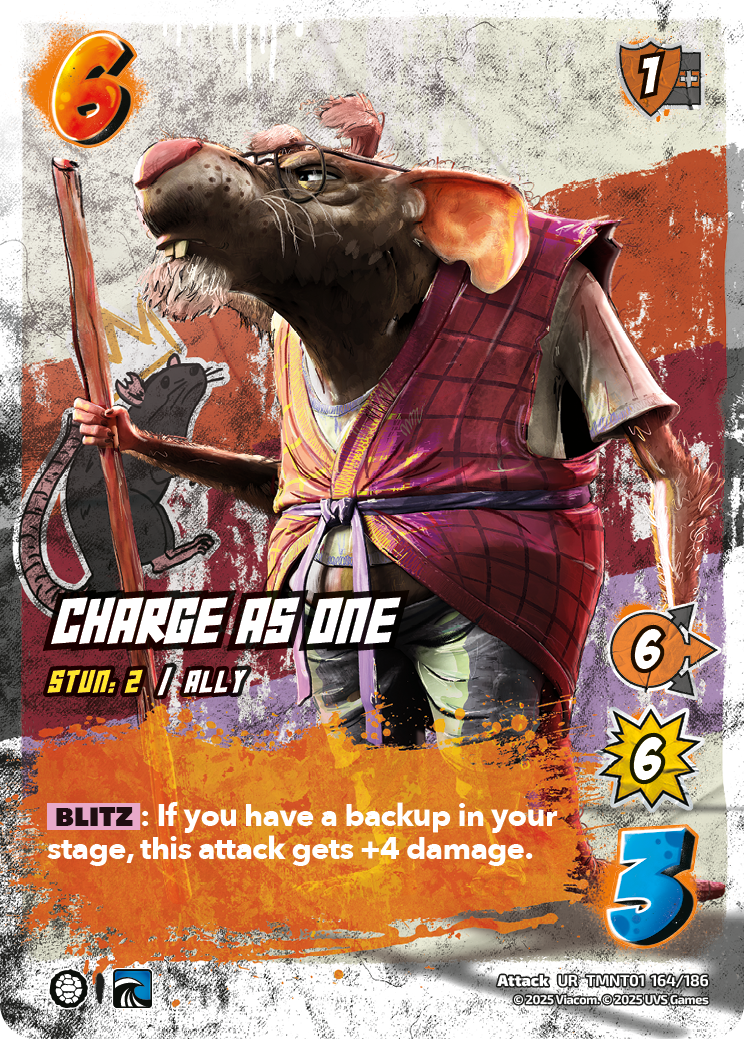 6
1
CHARGE AS ONE
STUN: 2 / ALLY
6
6
BLITZ : If you have a backup in your
stage, this attack gets +4 damage.
3
Attack UR TMNT01 164/186
© 2025 Viacom. © 2025 UVS Games